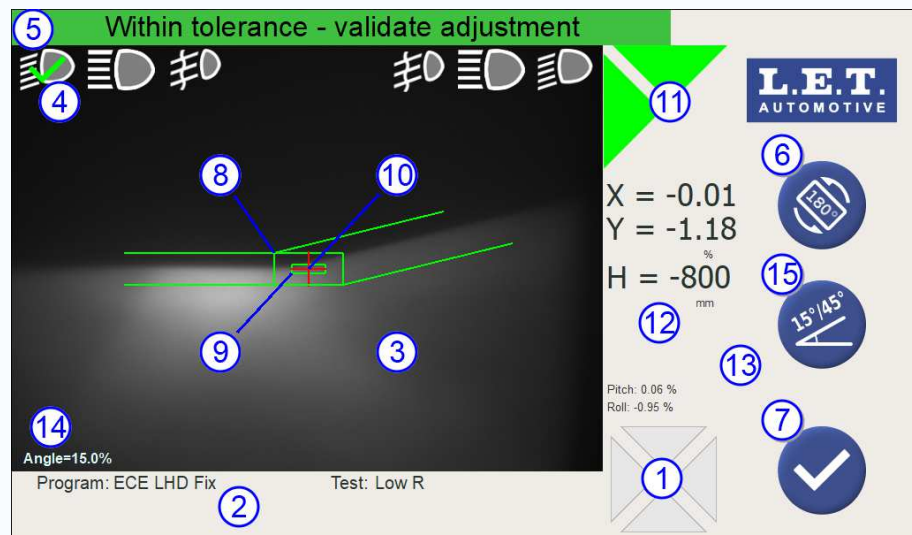 Within tolerance - validate adjustment
5
4
11
L.E.T.
AUTOMOTIVE
6
180°
8
10
X = -0.01
Y = -1.18
%
H = -800
mm
15
15°/45°
12
9
3
13
Pitch: 0.06 %
Roll: -0.95 %
14
7
Angle=15.0%
Program: ECE LHD Fix
Test: Low R
2
1